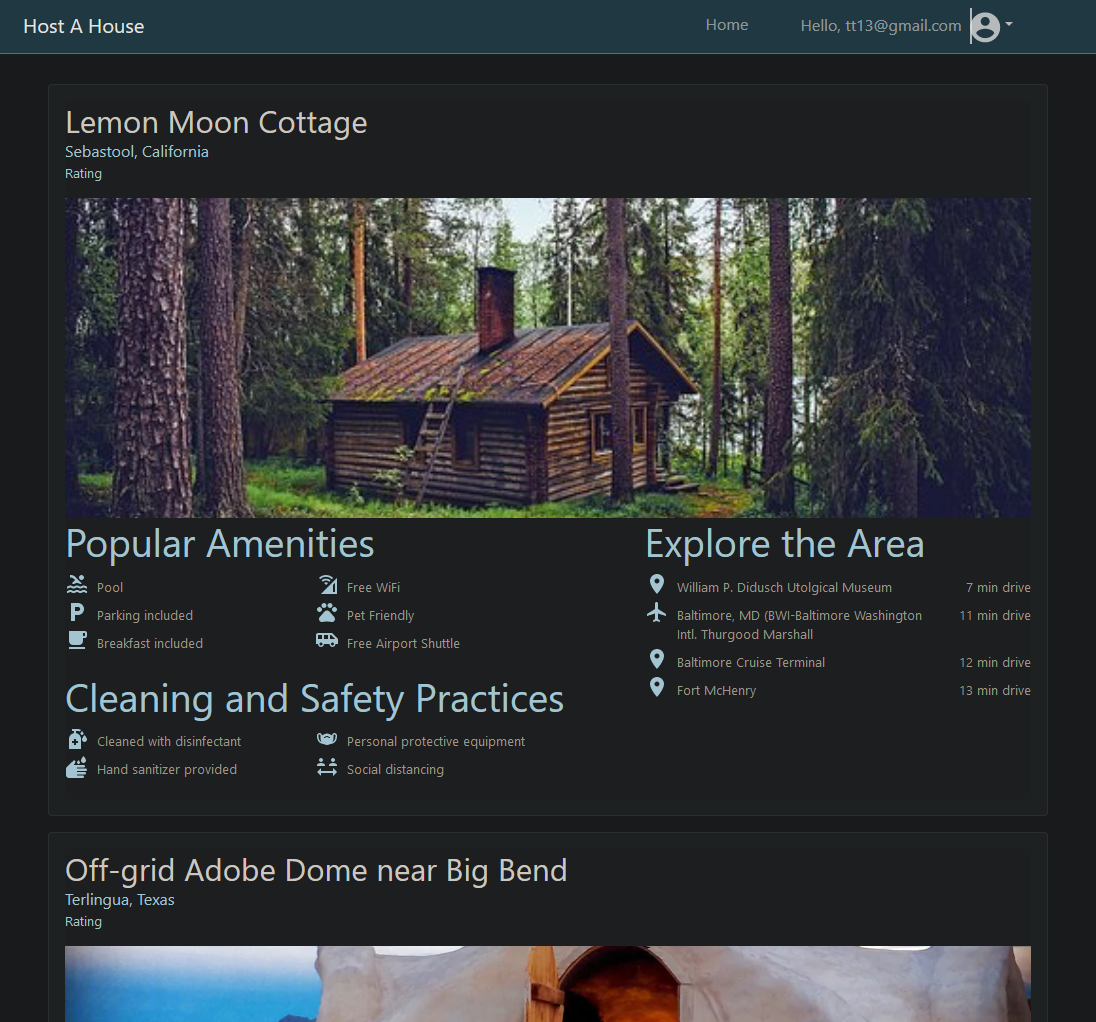 Host A House
Home
Hello, tt13@gmail.com
Lemon Moon Cottage
Sebastool, California
Rating
Popular Amenities
Pool
Free WiFi
Parking included
Pet Friendly
Breakfast included
Free Airport Shuttle
Explore the Area
William P. Didusch Utolgical Museum 7 min drive
Baltimore, MD (BWI-Baltimore Washington 11 min drive
Intl. Thurgood Marshall
Baltimore Cruise Terminal 12 min drive
Fort McHenry 13 min drive
Cleaning and Safety Practices
Cleaned with disinfectant
Personal protective equipment
Hand sanitizer provided
Social distancing
Off-grid Adobe Dome near Big Bend
Terlingua, Texas
Rating